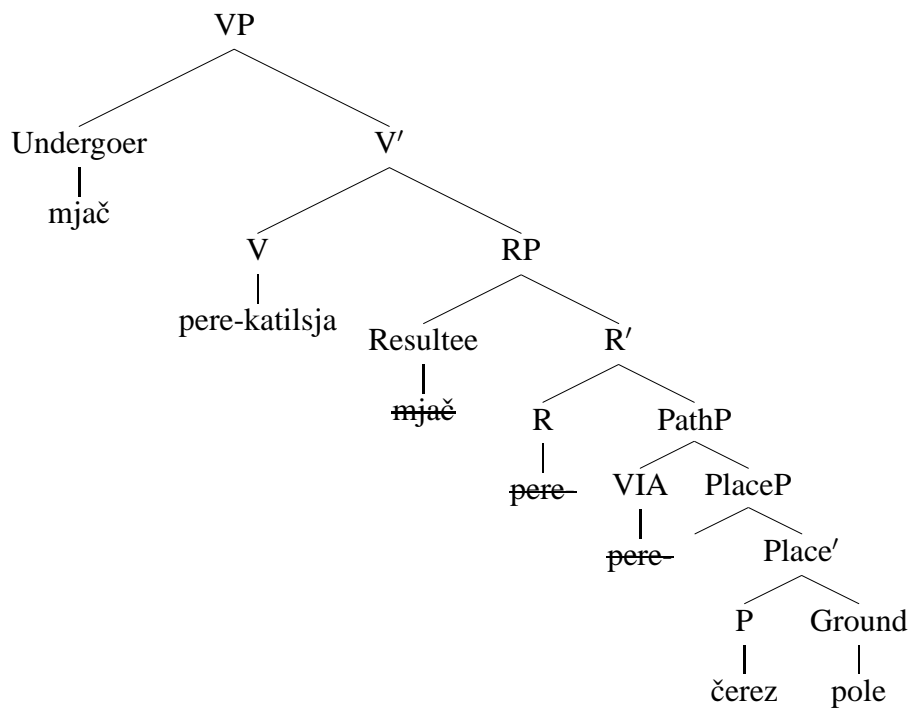 VP
Undergoer V′
mjač
V RP
pere-katilsja
Resultee R′
mjač
R PathP
pere- VIA PlaceP
pere- Place′
P Ground
čerez pole